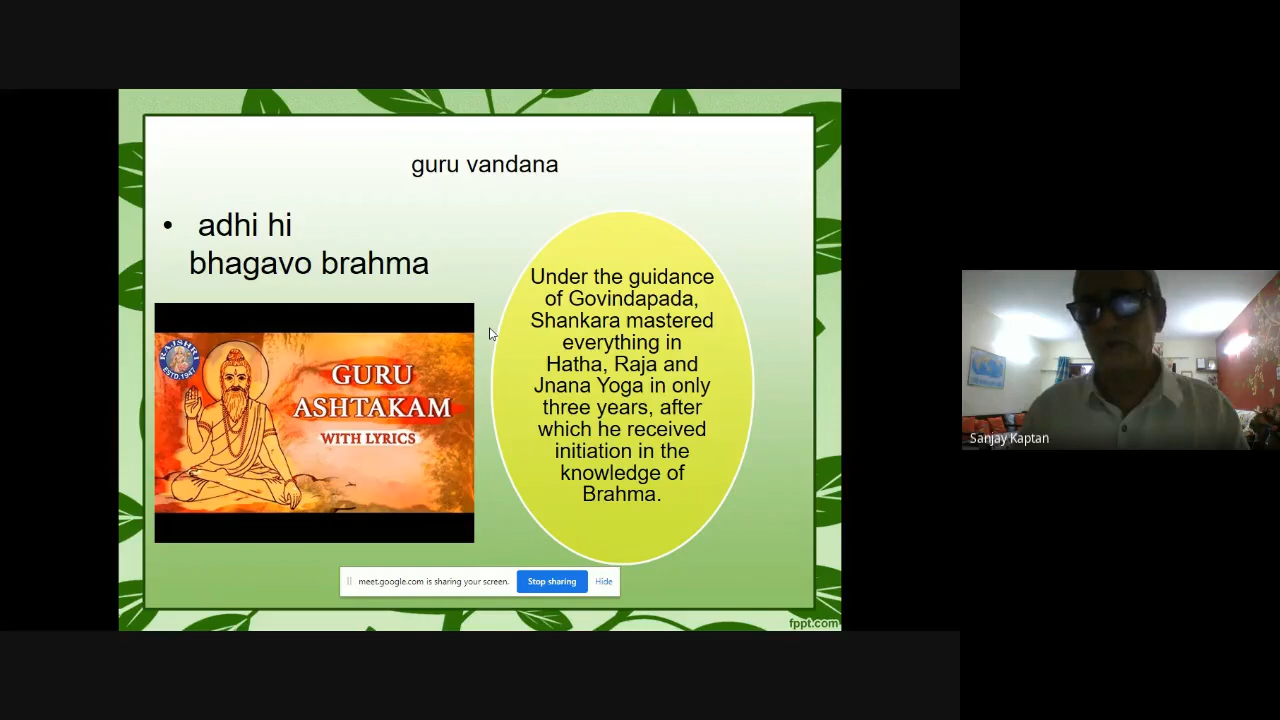 guru vandana
• adhi hi
bhagavo brahma
RAJSHRI
ESTD.1947
GURU
ASHTAKAM
WITH LYRICS
Under the guidance
of Govindapada,
Shankara mastered
everything in
Hatha, Raja and
Jnana Yoga in only
three years, after
which he received
initiation in the
knowledge of
Brahma.
meet.google.com is sharing your screen.
Stop sharing
Hide
fppt.com
Sanjay Kaptan